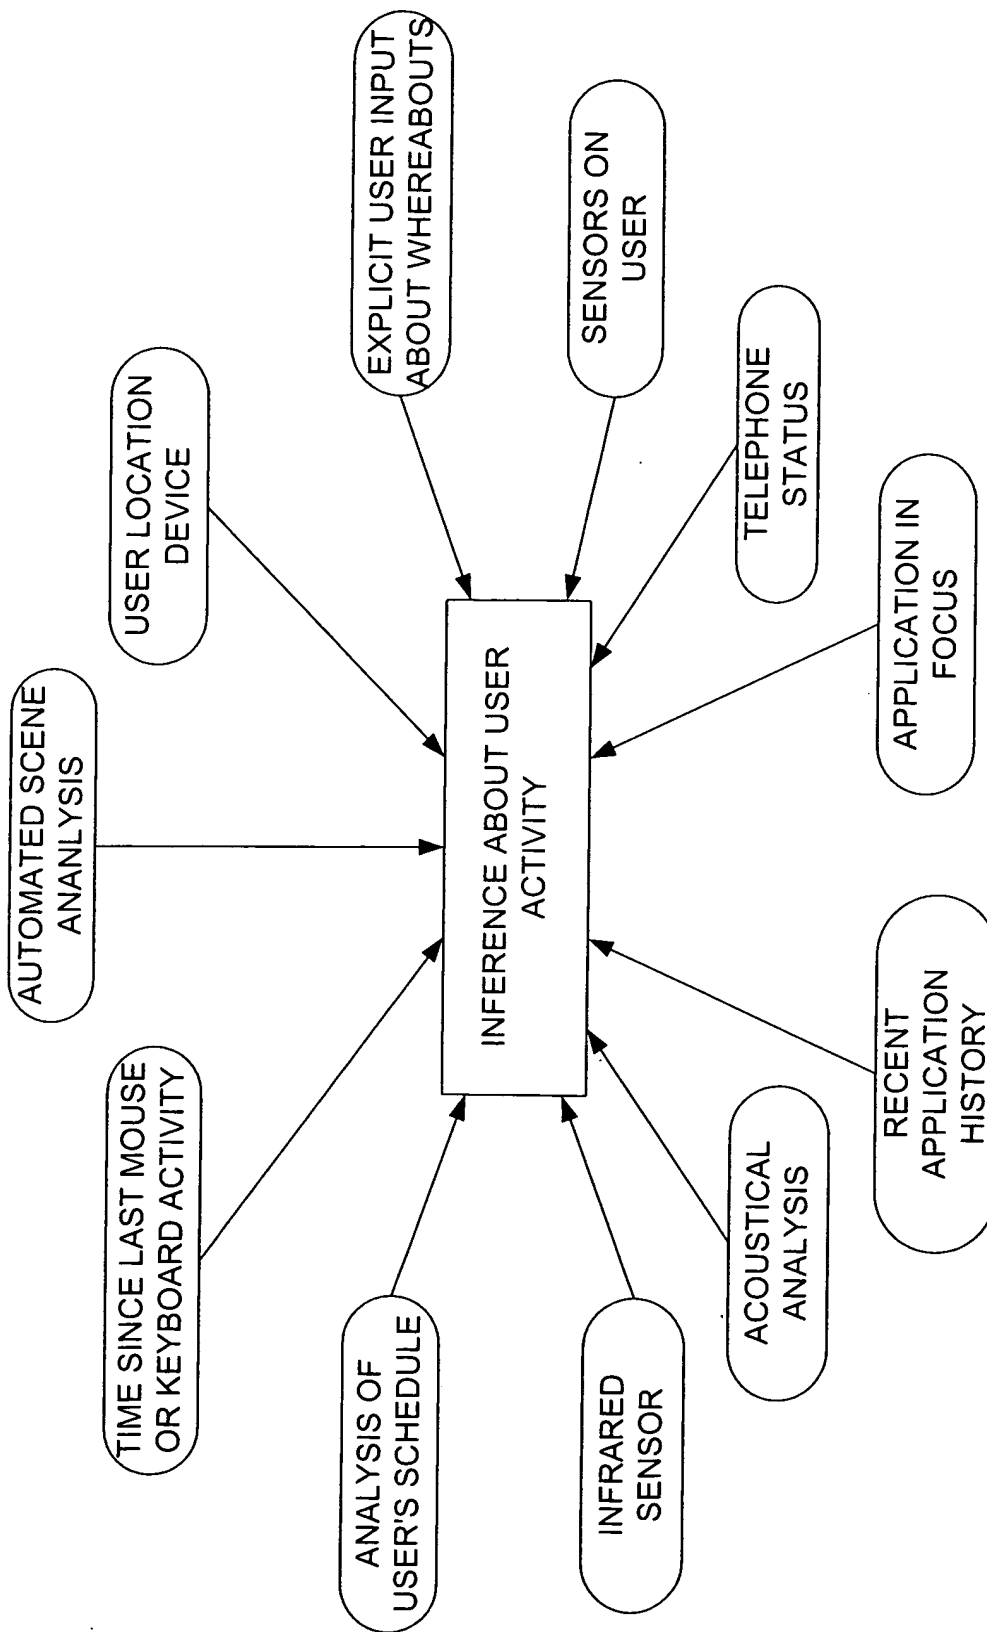 AUTOMATED SCENE
ANANLYSIS
TIME SINCE LAST MOUSE
OR KEYBOARD ACTIVITY
USER LOCATION
DEVICE
ANALYSIS OF
USER'S SCHEDULE
EXPLICIT USER INPUT
ABOUT WHEREABOUTS
INFERENCE ABOUT USER
ACTIVITY
INFRARED
SENSOR
SENSORS ON
USER
ACOUSTICAL
ANALYSIS
TELEPHONE
STATUS
RECENT
APPLICATION
HISTORY
APPLICATION IN
FOCUS